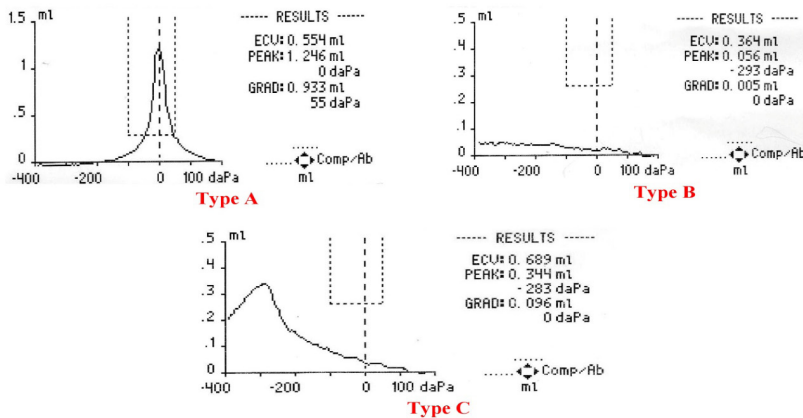 ml
1.5
1
.5
0
-400 -200 0 100 daPa
RESULTS
ECV: 0.554 ml
PEAK: 1.246 ml
0 daPa
GRAD: 0.933 ml
55 daPa
Comp/Ab
ml
Type A
ml
.5
.4
.3
.2
.1
0
-400 -200 0 100 daPa
RESULTS
ECV: 0.364 ml
PEAK: 0.056 ml
-293 daPa
GRAD: 0.005 ml
0 daPa
Comp/Ab
ml
Type B
ml
.5
.4
.3
.2
.1
0
-400 -200 0 100 daPa
RESULTS
ECV: 0.689 ml
PEAK: 0.344 ml
-283 daPa
GRAD: 0.096 ml
0 daPa
Comp/Ab
ml
Type C